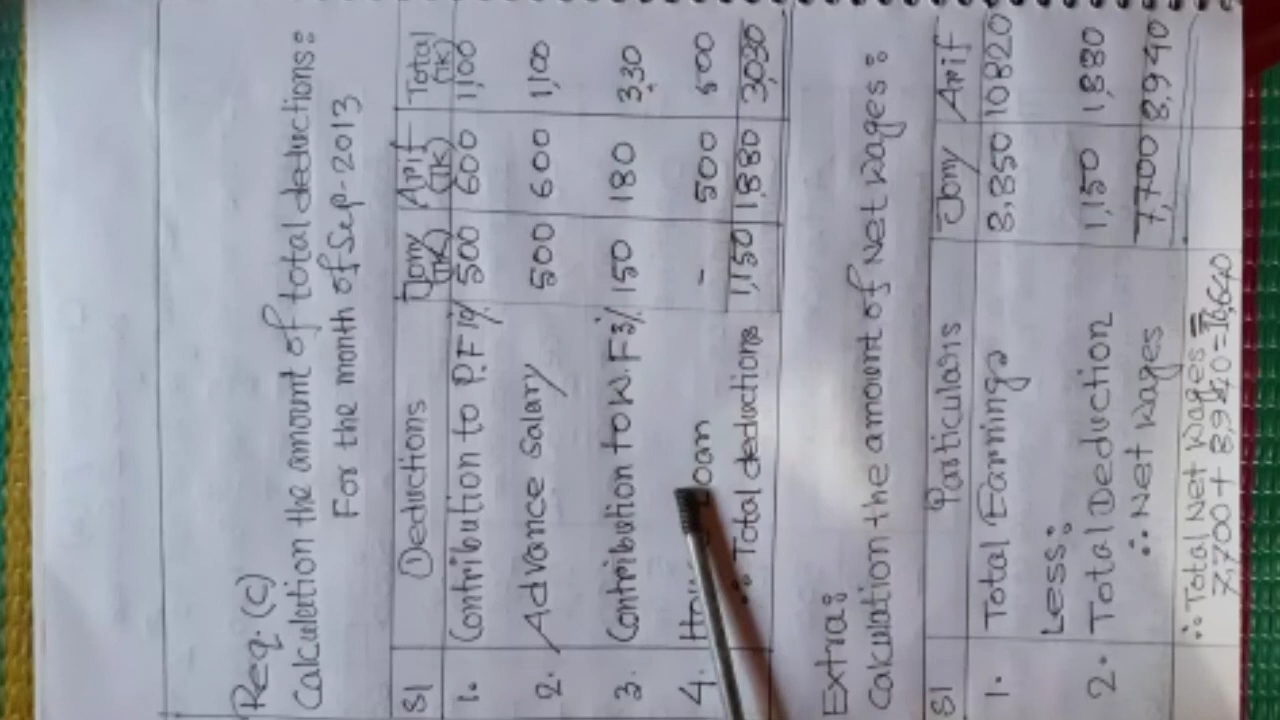 Req. (c)
Calculation the amount of total deductions:
For the month of Sep-2013
Sl Deductions Jony (TK) Arif (TK) Total (TK)
1. Contribution to P.F 10% 500 600 1,100
2. Advance Salary 500 600 1,100
3. Contribution to W.F 3% 150 180 3,30
4. Loan - 500 500
∴ Total deductions 1,150 1,880 3,030
Extra:
Calculation the amount of Net Wages:
Sl Particulars Jony Arif
1. Total Earnings 8,850 10820
Less:
2. Total Deduction 1,150 1,880
∴ Net Wages 7,700 8,940
∴ Total Net Wages =
7,700 + 8,940 = 16,640